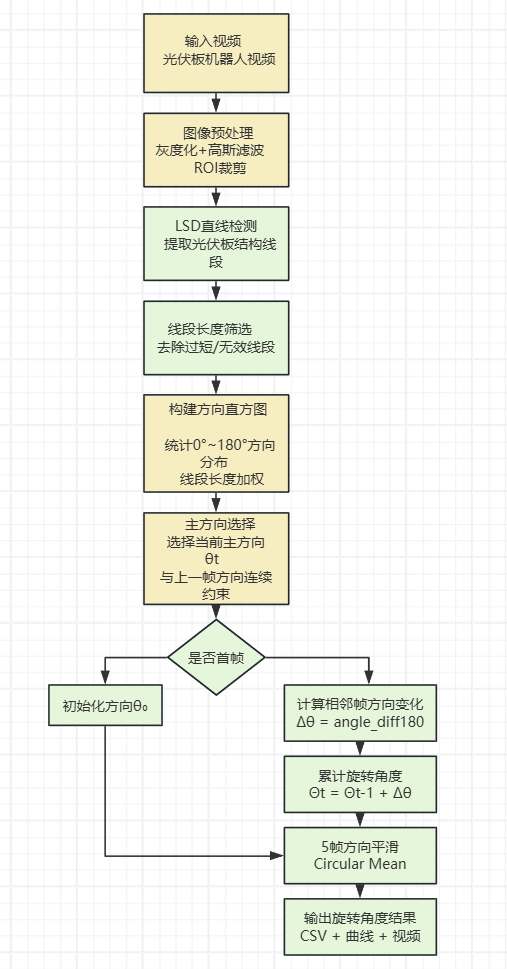 输入视频
光伏板机器人视频
图像预处理
灰度化+高斯滤波
ROI裁剪
LSD直线检测
提取光伏板结构线
段
线段长度筛选
去除过短/无效线段
构建方向直方图
统计0°~180°方向
分布
线段长度加权
主方向选择
选择当前主方向
θt
与上一帧方向连续
约束
是否首帧
初始化方向θ₀
计算相邻帧方向变化
Δθ = angle_diff180
累计旋转角度
Θt = Θt-1 + Δθ
5帧方向平滑
Circular Mean
输出旋转角度结果
CSV + 曲线 + 视频